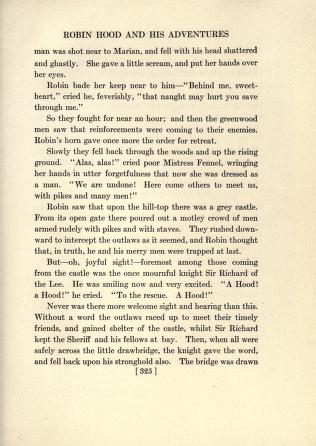 ROBIN HOOD AND HIS ADVENTURES
man was shot near to Marian, and fell with his head shattered
and ghastly. She gave a little scream, and put her hands over
her eyes.
Robin bade her keep near to him—"Behind me, sweet-
heart," cried he, feverishly, "that naught may hurt you save
through me."
So they fought for near an hour; and then the greenwood
men saw that reinforcements were coming to their enemies.
Robin's horn gave once more the order for retreat.
Slowly they fell back through the woods and up the rising
ground. "Alas, alas!" cried poor Mistress Fennel, wringing
her hands in utter forgetfulness that now she was dressed as
a man. "We are undone! Here come others to meet us,
with pikes and many men!"
Robin saw that upon the hill-top there was a grey castle.
From its open gate there poured out a motley crowd of men
armed rudely with pikes and with staves. They rushed down-
ward to intercept the outlaws as it seemed, and Robin thought
that, in truth, he and his merry men were trapped at last.
But—oh, joyful sight!—foremost among those coming
from the castle was the once mournful knight Sir Richard of
the Lee. He was smiling now and very excited. "A Hood!
a Hood!" he cried. "To the rescue. A Hood!"
Never was there more welcome sight and hearing than this.
Without a word the outlaws raced up to meet their timely
friends, and gained shelter of the castle, whilst Sir Richard
kept the Sheriff and his fellows at bay. Then, when all were
safely across the little drawbridge, the knight gave the word,
and fell back upon his stronghold also. The bridge was drawn
[ 325 ]